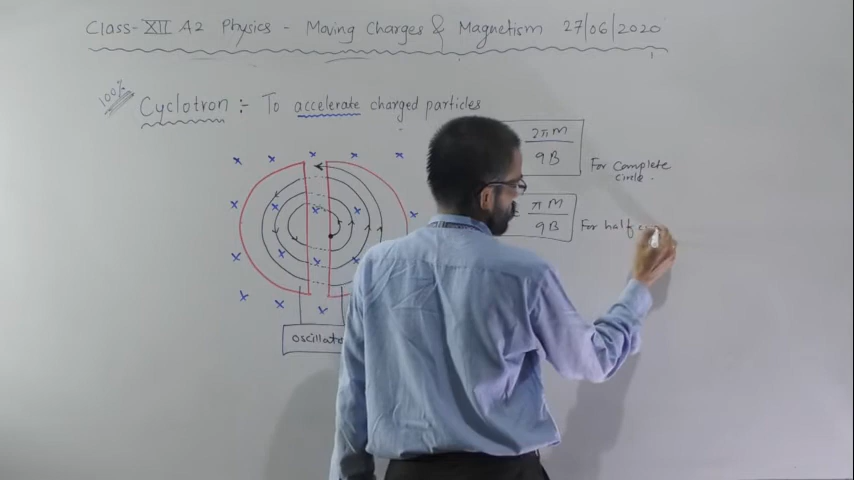 Class-XII A2 Physics - Moving Charges & Magnetism 27/06/2020
100%
Cyclotron :- To accelerate charged particles
2πm
qB
For complete
circle.
πm
qB
For half
x x x x x
x x x x
x x x x
x x x